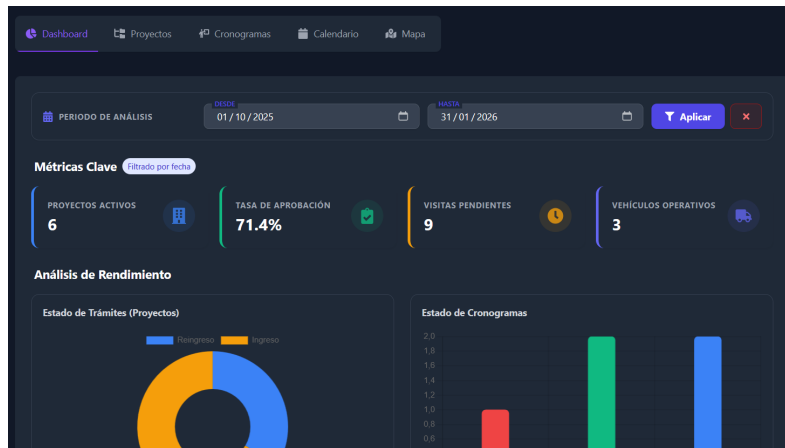 Dashboard Proyectos Cronogramas Calendario Mapa
PERIODO DE ANÁLISIS
DESDE
01/10/2025
HASTA
31/01/2026
Aplicar
Métricas Clave Filtrado por fecha
PROYECTOS ACTIVOS
6
TASA DE APROBACIÓN
71.4%
VISITAS PENDIENTES
9
VEHÍCULOS OPERATIVOS
3
Análisis de Rendimiento
Estado de Trámites (Proyectos)
Reingreso Ingreso
Estado de Cronogramas
2,0
1,8
1,6
1,4
1,2
1,0
0,8
0,6